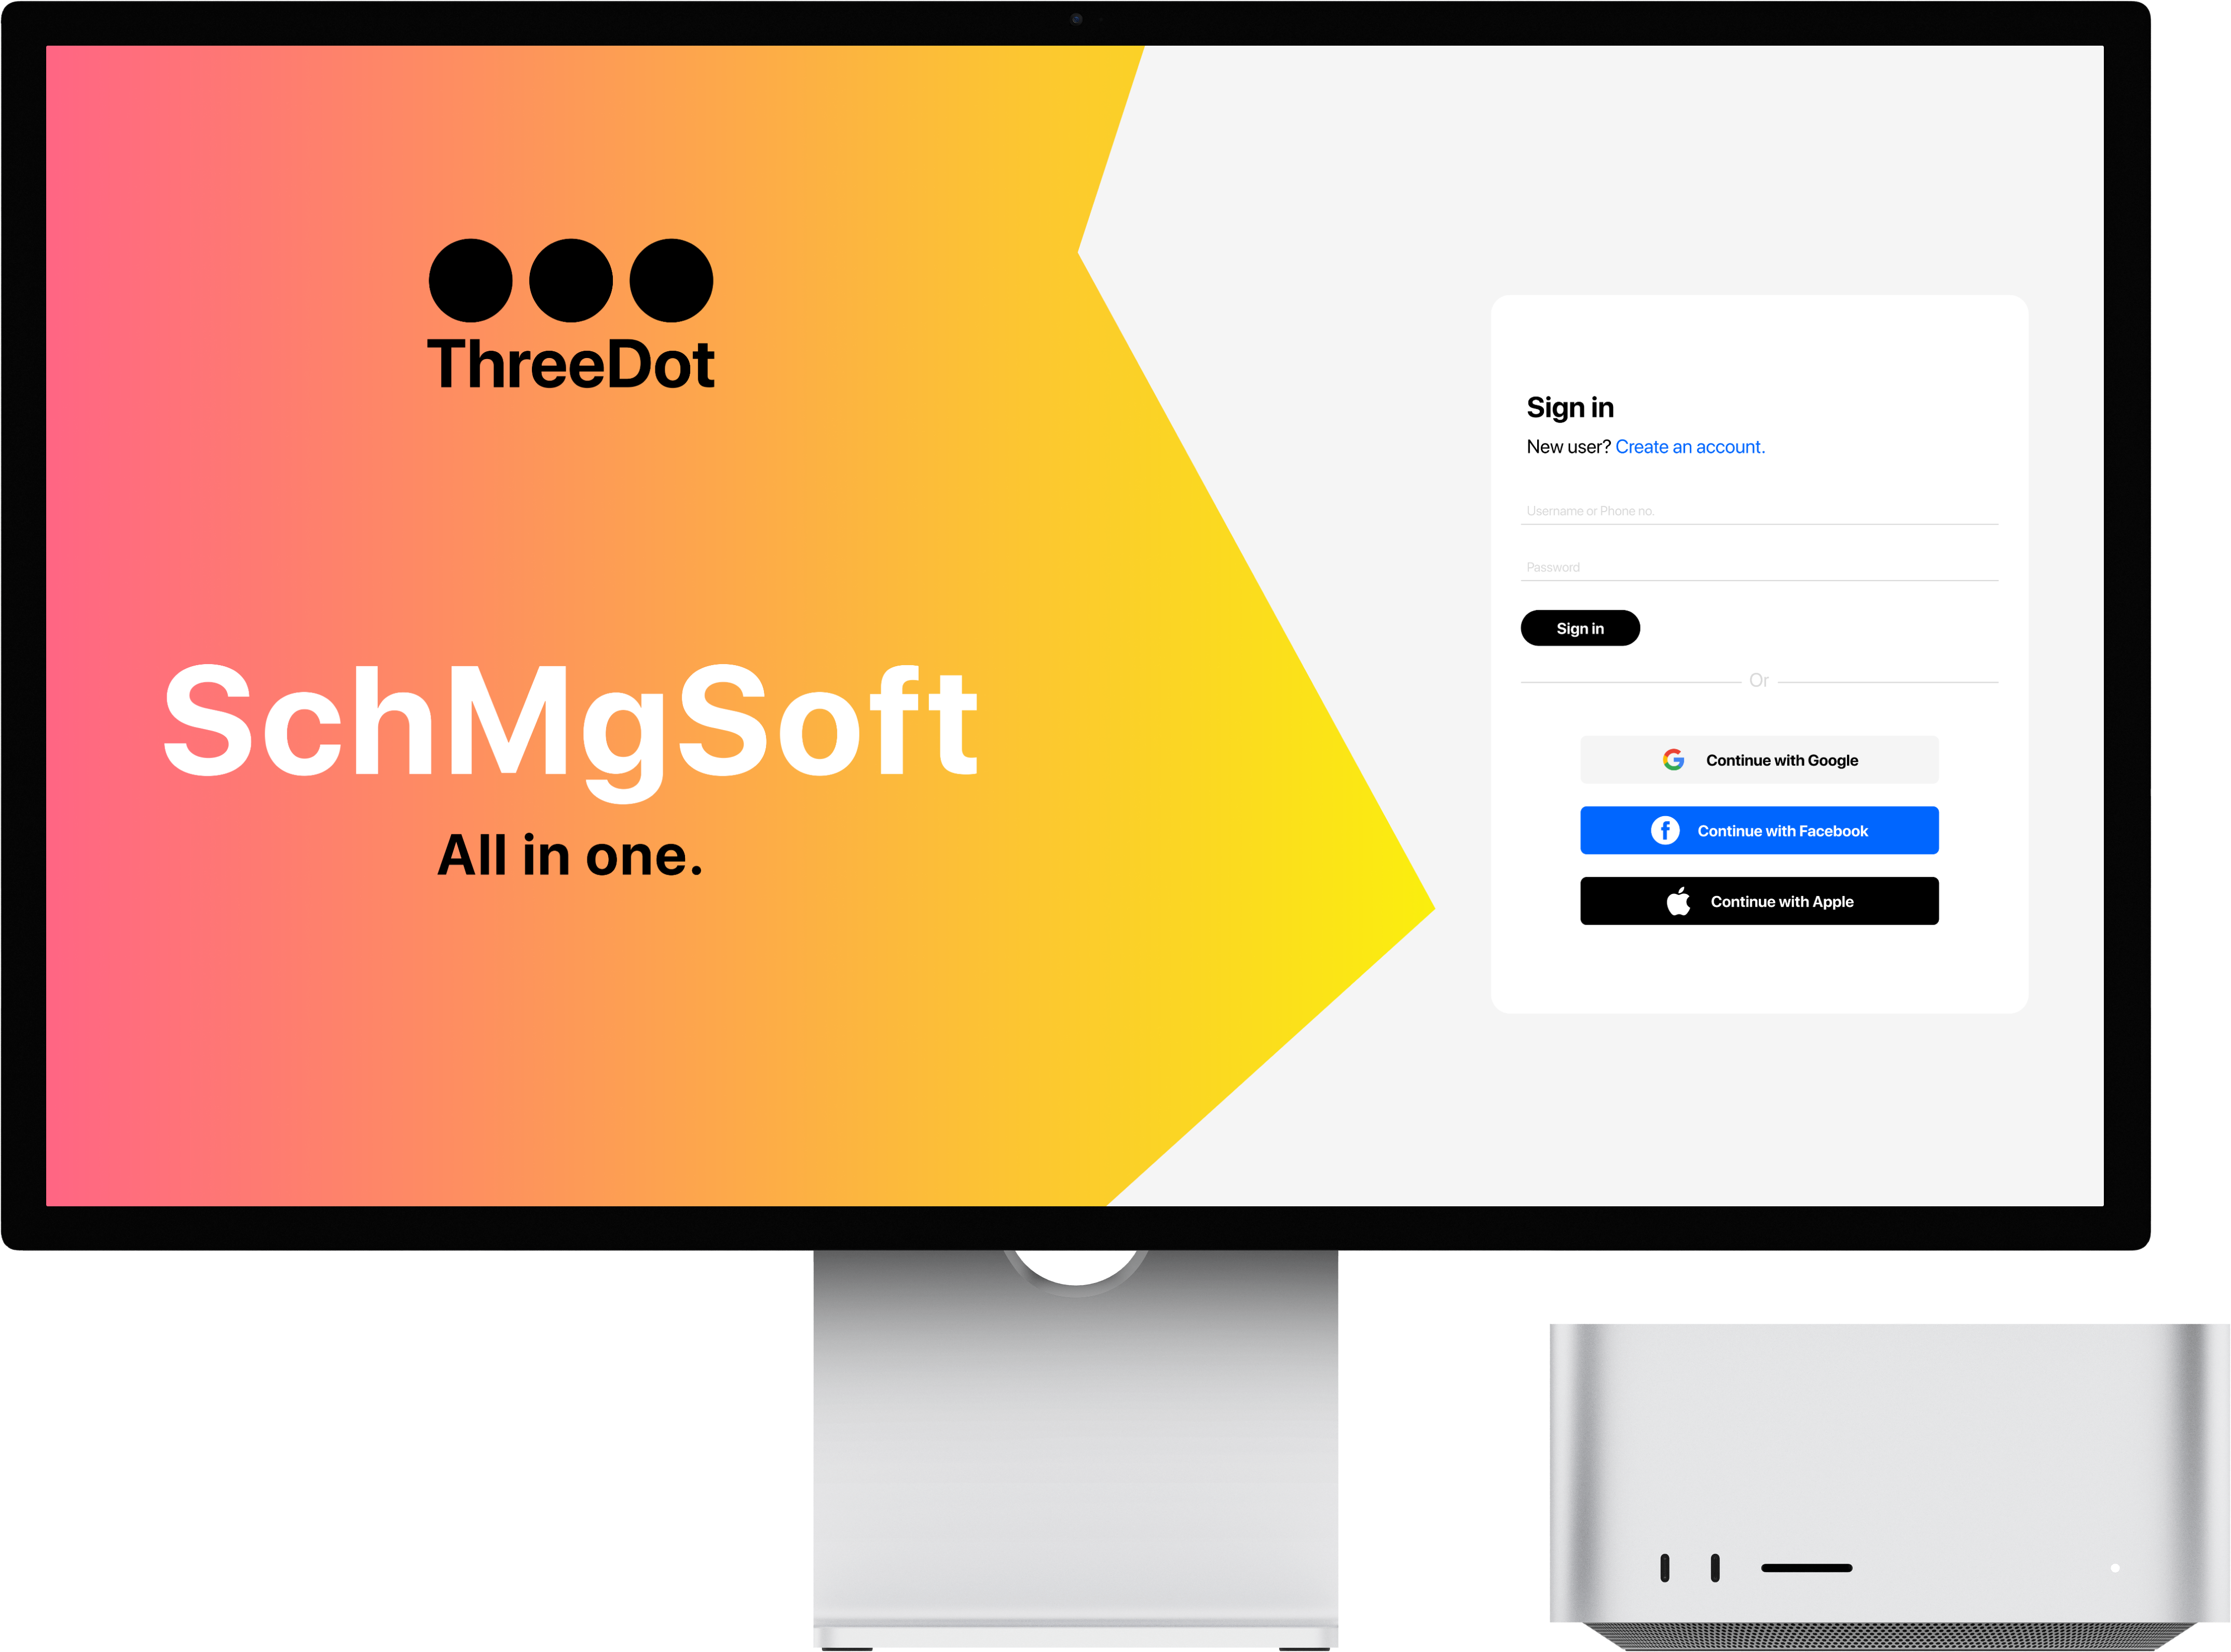 ThreeDot
SchMgSoft
All in one.
Sign in
New user? Create an account.
Username or Phone no.
Password
Sign in
Or
Continue with Google
Continue with Facebook
Continue with Apple